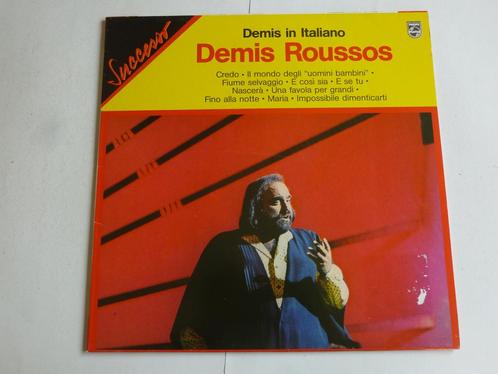 Successo
Demis in Italiano
Demis Roussos
Credo • Il mondo degli "uomini bambini" •
Fiume selvaggio • E così sia • E se tu •
Nascerà • Una favola per grandi •
Fino alla notte • Maria • Impossibile dimenticarti
PHILIPS